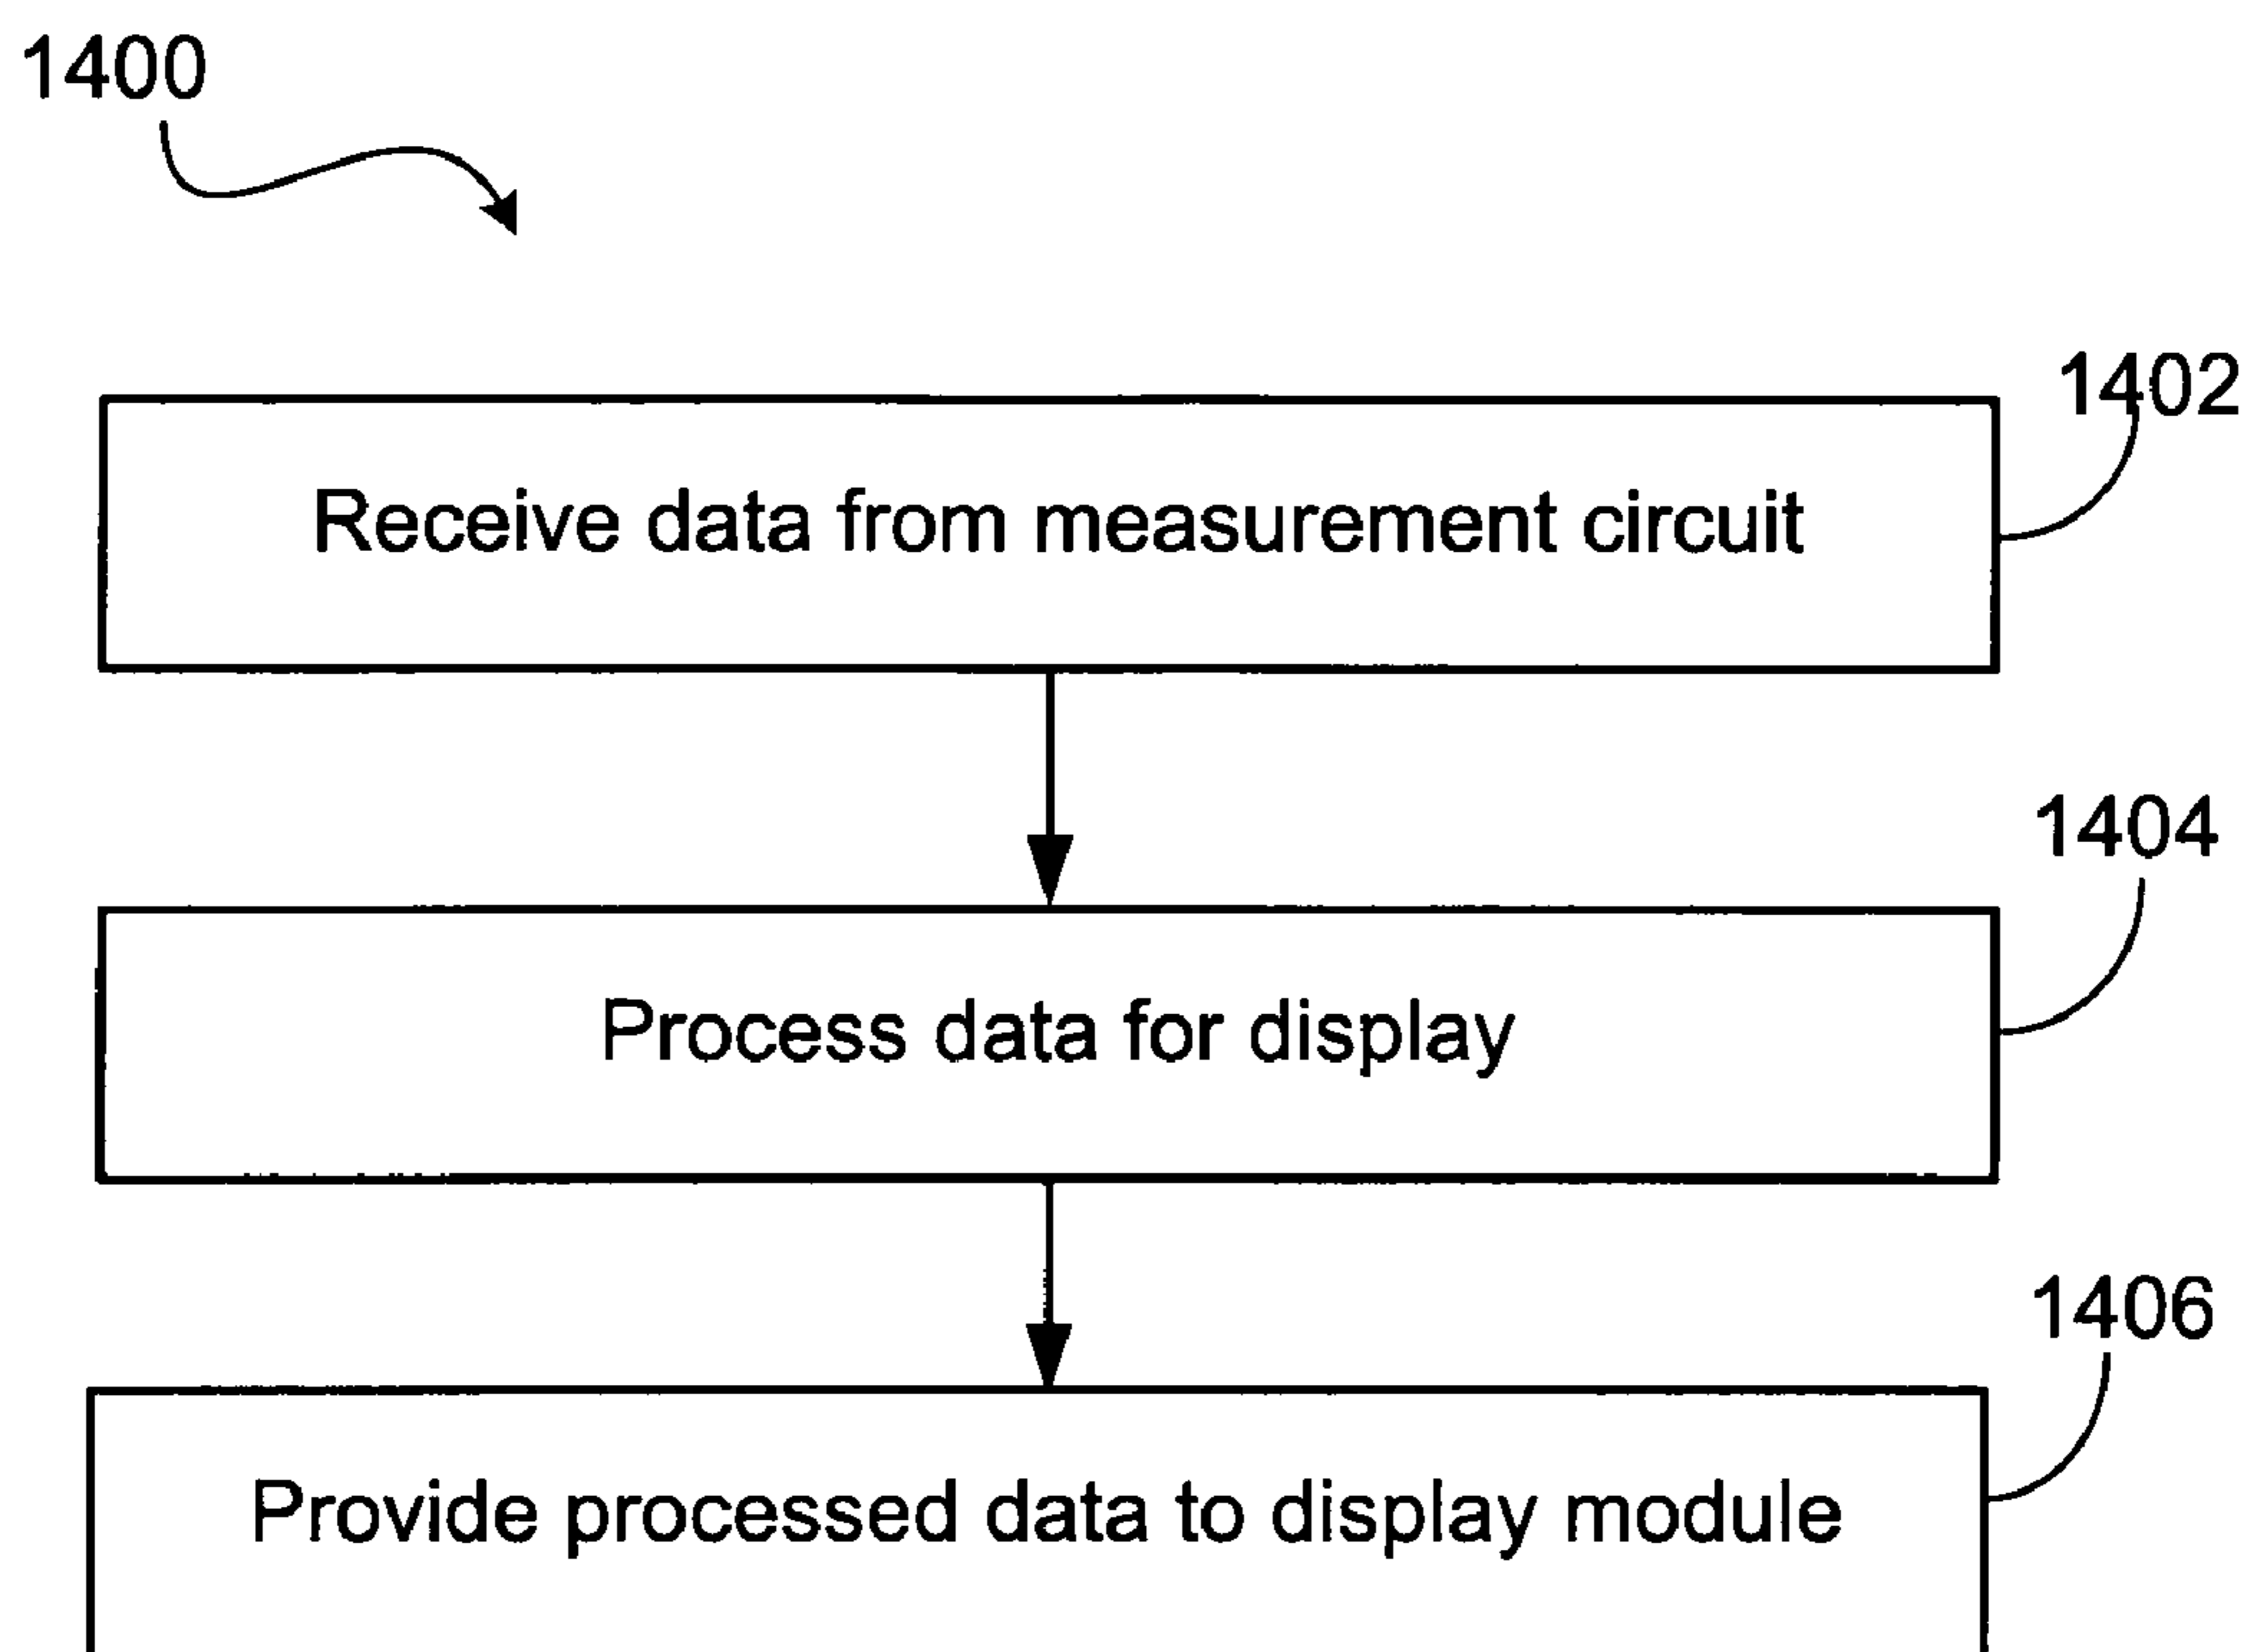 1400
1402
Receive data from measurement circuit
1404
Process data for display
1406
Provide processed data to display module